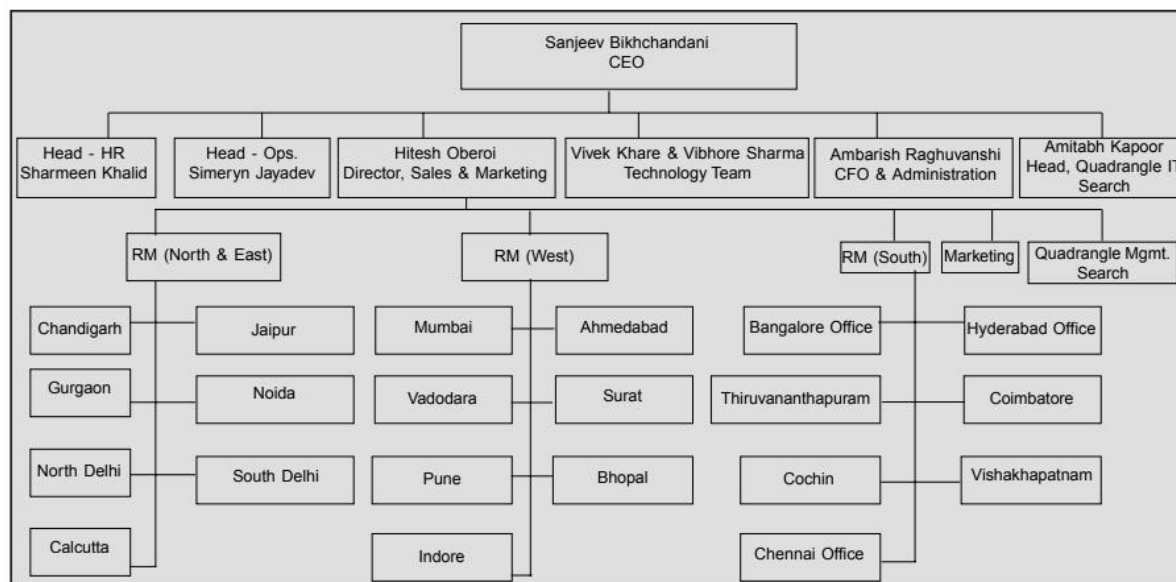 Sanjeev Bikhchandani
CEO
Head - HR
Sharmeen Khalid
Head - Ops.
Simeryn Jayadev
Hitesh Oberoi
Director, Sales & Marketing
Vivek Khare & Vibhore Sharma
Technology Team
Ambarish Raghuvanshi
CFO & Administration
Amitabh Kapoor
Head, Quadrangle IT
Search
RM (North & East)
RM (West)
RM (South)
Marketing
Quadrangle Mgmt.
Search
Chandigarh
Jaipur
Mumbai
Ahmedabad
Bangalore Office
Hyderabad Office
Gurgaon
Noida
Vadodara
Surat
Thiruvananthapuram
Coimbatore
North Delhi
South Delhi
Pune
Bhopal
Cochin
Vishakhapatnam
Calcutta
Indore
Chennai Office